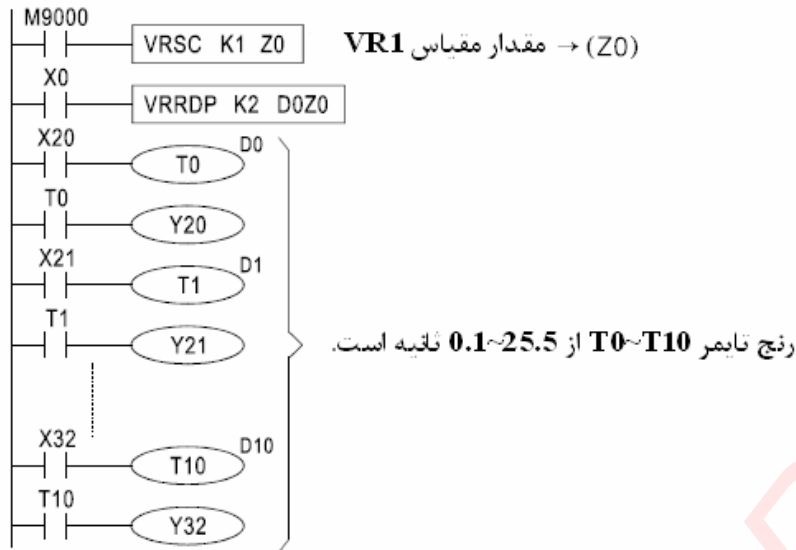 M9000
VRSC K1 Z0
مقدار مقیاس VR1 → (Z0)
X0
VRRDP K2 D0Z0
X20
T0
D0
T0
Y20
X21
T1
D1
T1
Y21
رنج تایمر T0~T10 از 0.1~25.5 ثانیه است.
X32
T10
D10
T10
Y32